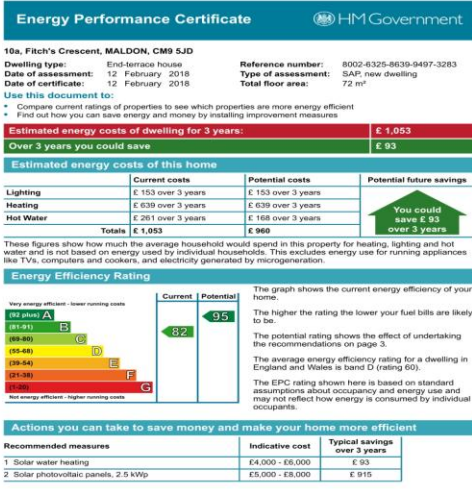 Energy Performance Certificate
HM Government
10a, Fitch's Crescent, MALDON, CM9 5JD
Dwelling type: End-terrace house
Reference number: 8002-6325-8639-9497-3283
Date of assessment: 12 February 2018
Type of assessment: SAP, new dwelling
Date of certificate: 12 February 2018
Total floor area: 72 m²
Use this document to:
• Compare current ratings of properties to see which properties are more energy efficient
• Find out how you can save energy and money by installing improvement measures
Estimated energy costs of dwelling for 3 years: £ 1,053
Over 3 years you could save £ 93
Estimated energy costs of this home
Current costs Potential costs Potential future savings
Lighting £ 153 over 3 years £ 153 over 3 years
Heating £ 639 over 3 years £ 639 over 3 years
Hot Water £ 261 over 3 years £ 168 over 3 years
Totals £ 1,053 £ 960
You could
save £ 93
over 3 years
These figures show how much the average household would spend in this property for heating, lighting and hot
water and is not based on energy used by individual households. This excludes energy use for running appliances
like TVs, computers and cookers, and electricity generated by microgeneration.
Energy Efficiency Rating
Current Potential
Very energy efficient - lower running costs
(92 plus) A
(81-91) B
(69-80) C
(55-68) D
(39-54) E
(21-38) F
(1-20) G
Not energy efficient - higher running costs
82
95
The graph shows the current energy efficiency of your
home.
The higher the rating the lower your fuel bills are likely
to be.
The potential rating shows the effect of undertaking
the recommendations on page 3.
The average energy efficiency rating for a dwelling in
England and Wales is band D (rating 60).
The EPC rating shown here is based on standard
assumptions about occupancy and energy use and
may not reflect how energy is consumed by individual
occupants.
Actions you can take to save money and make your home more efficient
Recommended measures Indicative cost Typical savings
over 3 years
1 Solar water heating £4,000 - £6,000 £ 93
2 Solar photovoltaic panels, 2.5 kWp £5,000 - £8,000 £ 915